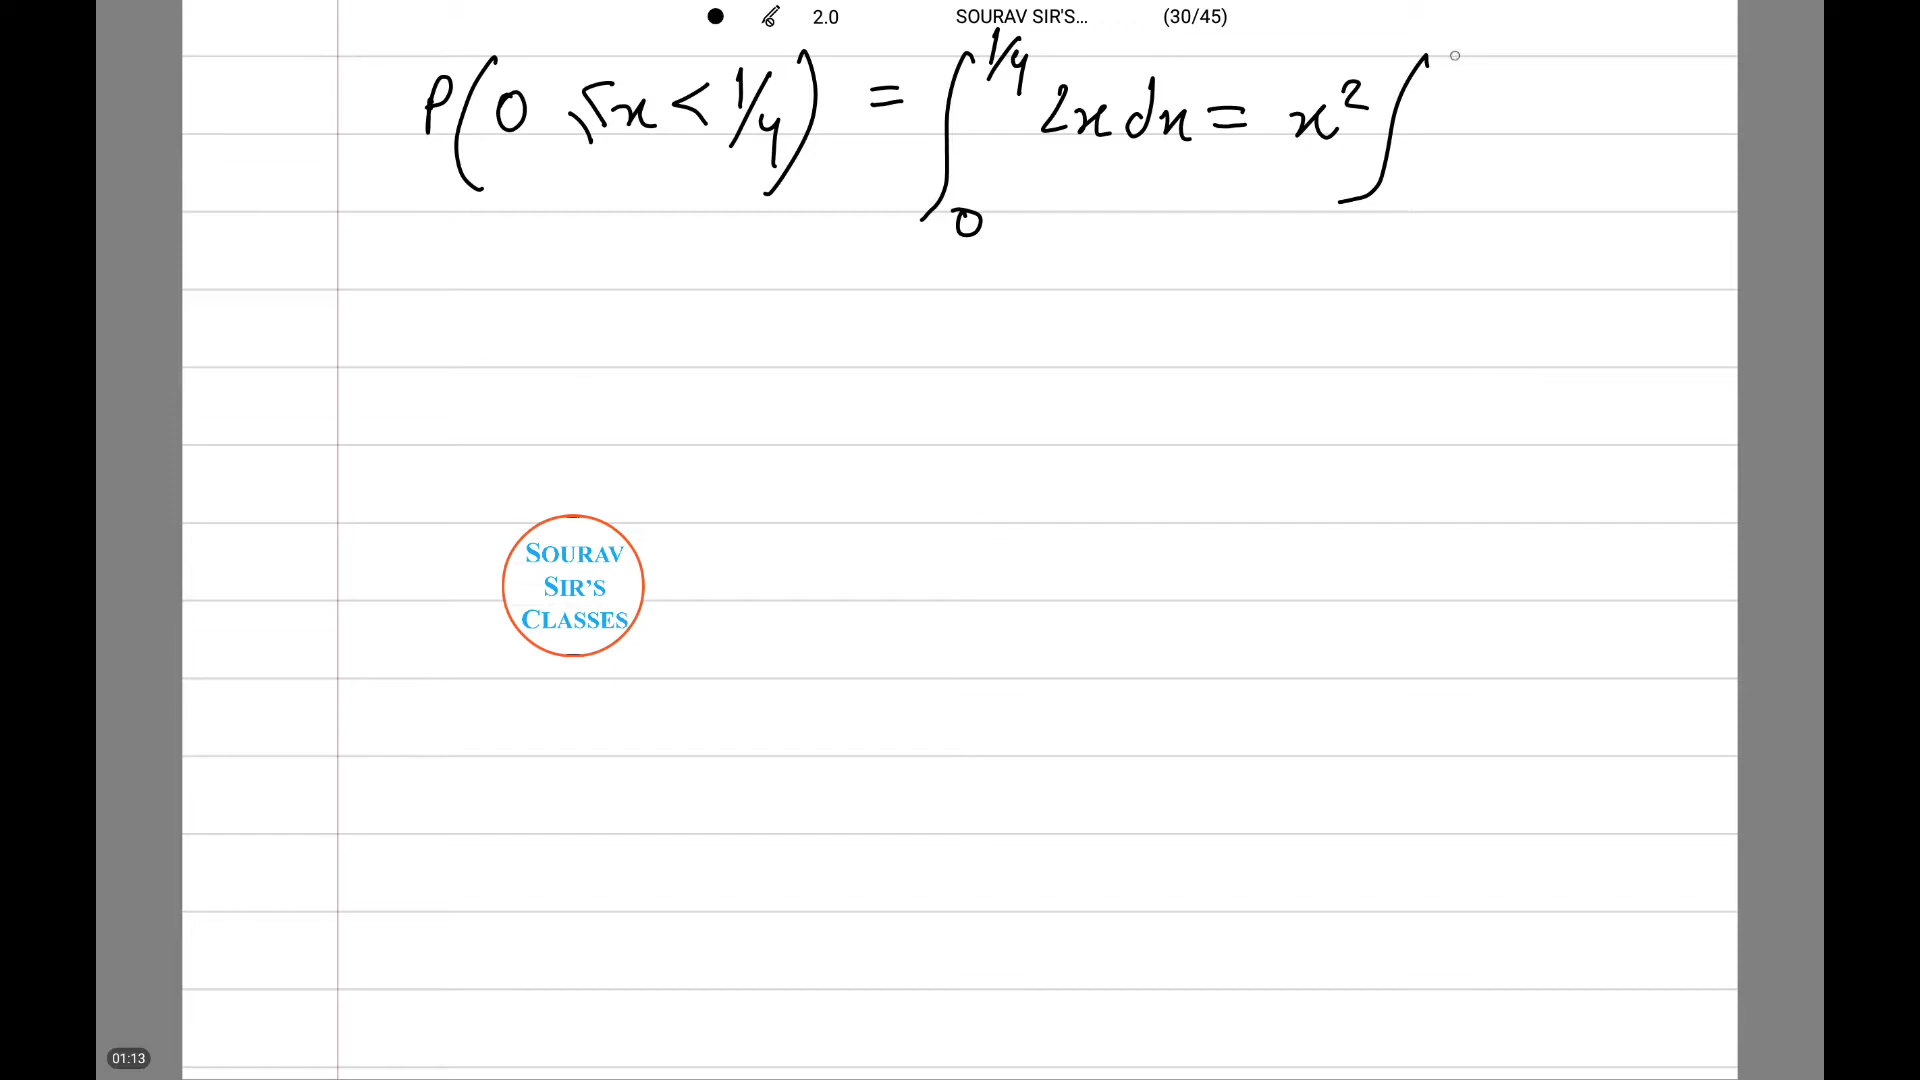 2.0 SOURAV SIR'S... (30/45)
P(0 ≤ x < 1/4) = ∫₀^{1/4} 2x dx = x² ∫
SOURAV
SIR'S
CLASSES
01:13